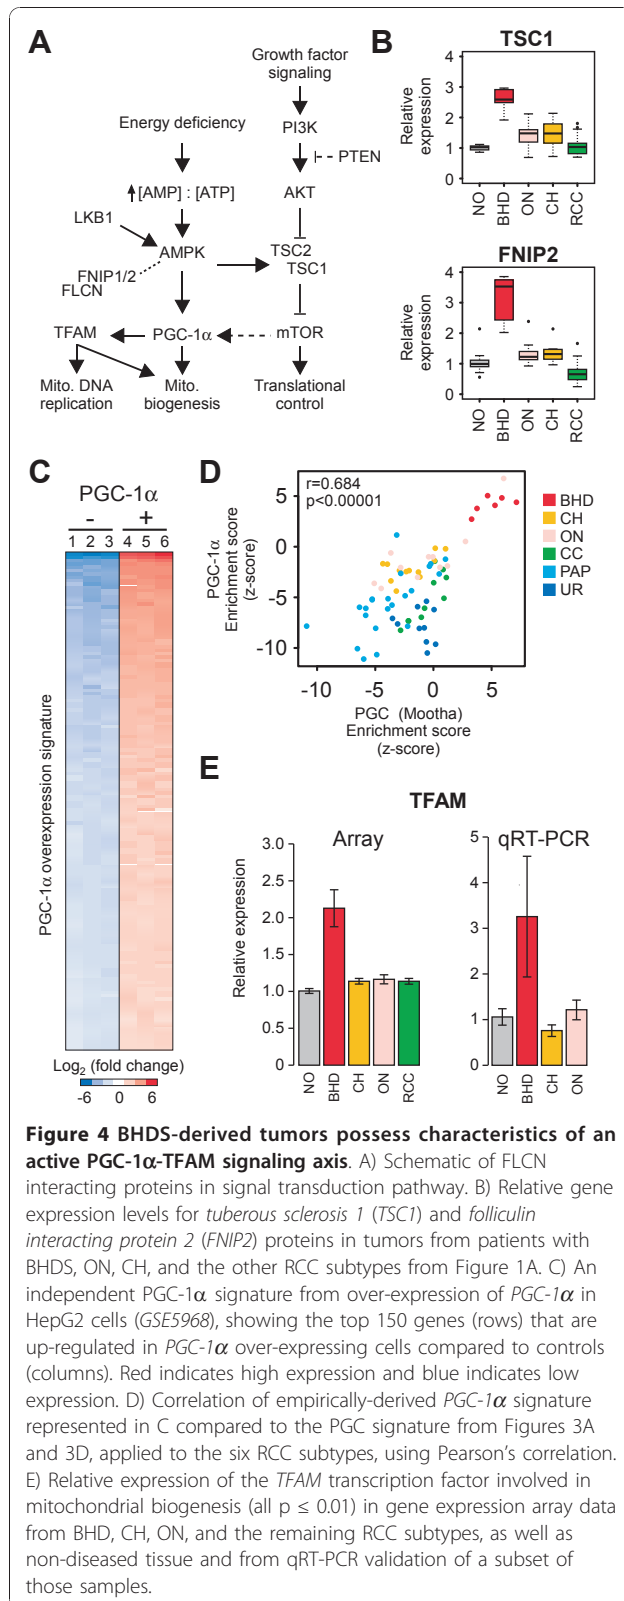 A
Growth factor
signaling
Energy deficiency
PI3K
PTEN
[AMP] : [ATP]
AKT
LKB1
AMPK
TSC2
TSC1
FNIP1/2
FLCN
TFAM
PGC-1α
mTOR
Mito. DNA
replication
Mito.
biogenesis
Translational
control
B
TSC1
Relative
expression
4
3
2
1
NO
BHD
ON
CH
RCC
FNIP2
Relative
expression
4
3
2
1
0
NO
BHD
ON
CH
RCC
C
PGC-1α
- +
1 2 3 4 5 6
PGC-1α overexpression signature
Log2 (fold change)
-6 0 6
D
r=0.684
p<0.00001
PGC-1α
Enrichment score
(z-score)
5
0
-5
-10
-10 -5 0 5
PGC (Mootha)
Enrichment score
(z-score)
BHD
CH
ON
CC
PAP
UR
E
TFAM
Array
Relative expression
3.0
2.5
2.0
1.5
1.0
0.5
0
NO
BHD
CH
ON
RCC
qRT-PCR
5
4
3
2
1
0
NO
BHD
CH
ON
Figure 4 BHDS-derived tumors possess characteristics of an
active PGC-1α-TFAM signaling axis. A) Schematic of FLCN
interacting proteins in signal transduction pathway. B) Relative gene
expression levels for tuberous sclerosis 1 (TSC1) and folliculin
interacting protein 2 (FNIP2) proteins in tumors from patients with
BHDS, ON, CH, and the other RCC subtypes from Figure 1A. C) An
independent PGC-1α signature from over-expression of PGC-1α in
HepG2 cells (GSE5968), showing the top 150 genes (rows) that are
up-regulated in PGC-1α over-expressing cells compared to controls
(columns). Red indicates high expression and blue indicates low
expression. D) Correlation of empirically-derived PGC-1α signature
represented in C compared to the PGC signature from Figures 3A
and 3D, applied to the six RCC subtypes, using Pearson's correlation.
E) Relative expression of the TFAM transcription factor involved in
mitochondrial biogenesis (all p ≤ 0.01) in gene expression array data
from BHD, CH, ON, and the remaining RCC subtypes, as well as
non-diseased tissue and from qRT-PCR validation of a subset of
those samples.